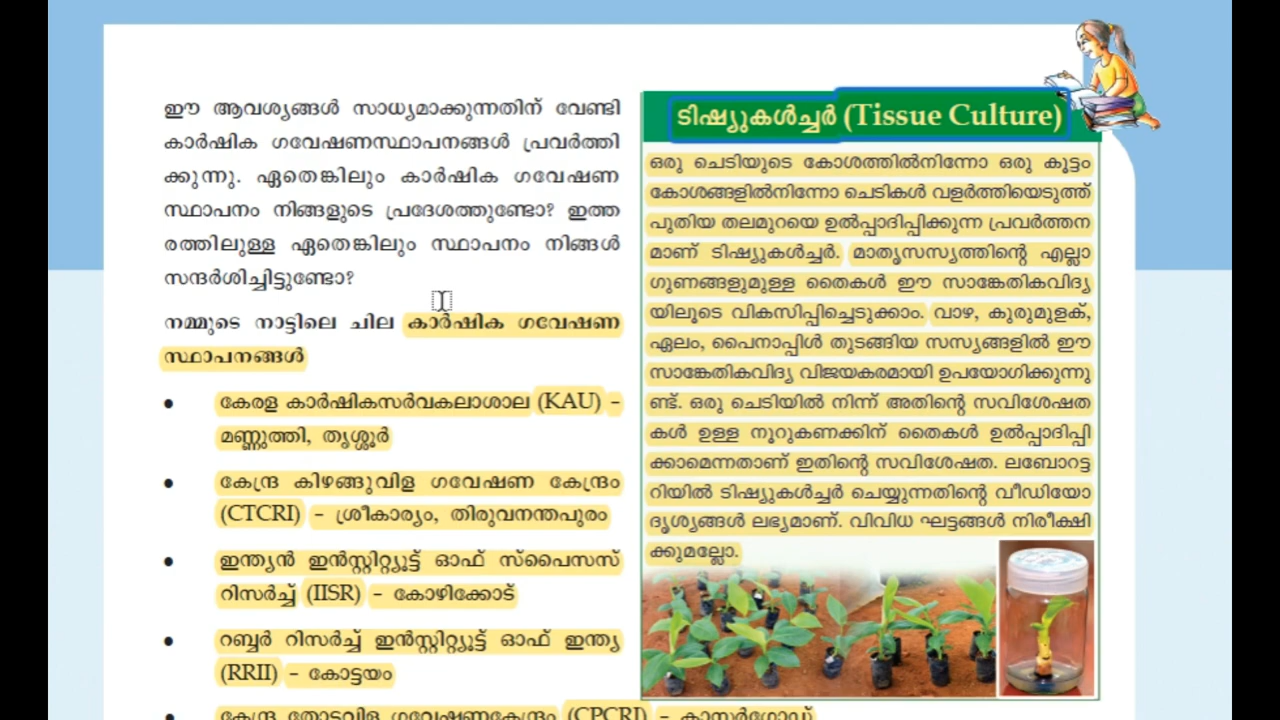 ഈ ആവശ്യങ്ങൾ സാധ്യമാക്കുന്നതിന് വേണ്ടി
കാർഷിക ഗവേഷണസ്ഥാപനങ്ങൾ പ്രവർത്തി
ക്കുന്നു. ഏതെങ്കിലും കാർഷിക ഗവേഷണ
സ്ഥാപനം നിങ്ങളുടെ പ്രദേശത്തുണ്ടോ? ഇത്ത
രത്തിലുള്ള ഏതെങ്കിലും സ്ഥാപനം നിങ്ങൾ
സന്ദർശിച്ചിട്ടുണ്ടോ?
നമ്മുടെ നാട്ടിലെ ചില കാർഷിക ഗവേഷണ
സ്ഥാപനങ്ങൾ
• കേരള കാർഷികസർവകലാശാല (KAU) –
മണ്ണുത്തി, തൃശ്ശൂർ
• കേന്ദ്ര കിഴങ്ങുവിള ഗവേഷണ കേന്ദ്രം
(CTCRI) – ശ്രീകാര്യം, തിരുവനന്തപുരം
• ഇന്ത്യൻ ഇൻസ്റ്റിറ്റ്യൂട്ട് ഓഫ് സ്പൈസസ്
റിസർച്ച് (IISR) – കോഴിക്കോട്
• റബ്ബർ റിസർച്ച് ഇൻസ്റ്റിറ്റ്യൂട്ട് ഓഫ് ഇന്ത്യ
(RRII) – കോട്ടയം
• കേന്ദ്ര തോട്ടവിള ഗവേഷണകേന്ദ്രം (CPCRI) – കാസർഗോഡ്
ടിഷ്യുകൾച്ചർ (Tissue Culture)
ഒരു ചെടിയുടെ കോശത്തിൽനിന്നോ ഒരു കൂട്ടം
കോശങ്ങളിൽനിന്നോ ചെടികൾ വളർത്തിയെടുത്ത്
പുതിയ തലമുറയെ ഉൽപ്പാദിപ്പിക്കുന്ന പ്രവർത്തന
മാണ് ടിഷ്യുകൾച്ചർ. മാതൃസസ്യത്തിന്റെ എല്ലാ
ഗുണങ്ങളുമുള്ള തൈകൾ ഈ സാങ്കേതികവിദ്യ
യിലൂടെ വികസിപ്പിച്ചെടുക്കാം. വാഴ, കുരുമുളക്,
ഏലം, പൈനാപ്പിൾ തുടങ്ങിയ സസ്യങ്ങളിൽ ഈ
സാങ്കേതികവിദ്യ വിജയകരമായി ഉപയോഗിക്കുന്നു
ണ്ട്. ഒരു ചെടിയിൽ നിന്ന് അതിന്റെ സവിശേഷത
കൾ ഉള്ള നൂറുകണക്കിന് തൈകൾ ഉൽപ്പാദിപ്പി
ക്കാമെന്നതാണ് ഇതിന്റെ സവിശേഷത. ലബോറട്ട
റിയിൽ ടിഷ്യുകൾച്ചർ ചെയ്യുന്നതിന്റെ വീഡിയോ
ദൃശ്യങ്ങൾ ലഭ്യമാണ്. വിവിധ ഘട്ടങ്ങൾ നിരീക്ഷി
ക്കുമല്ലോ.